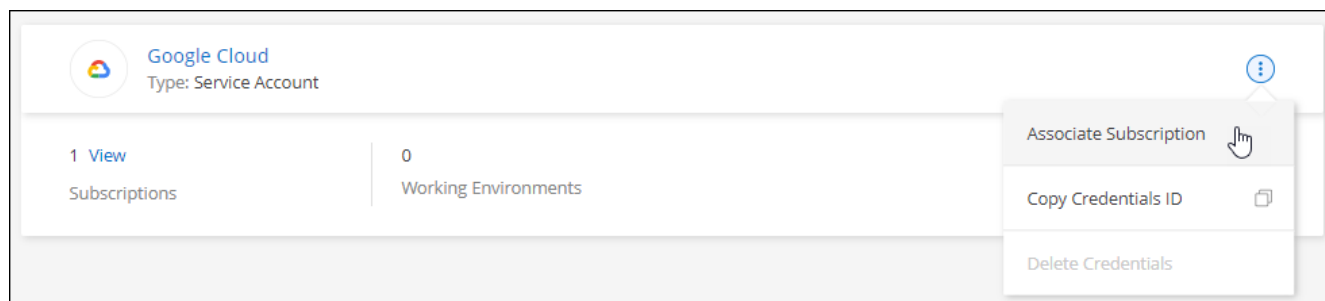 Google Cloud
Type: Service Account
Associate Subscription
1 View
0
Subscriptions
Working Environments
Copy Credentials ID
Delete Credentials